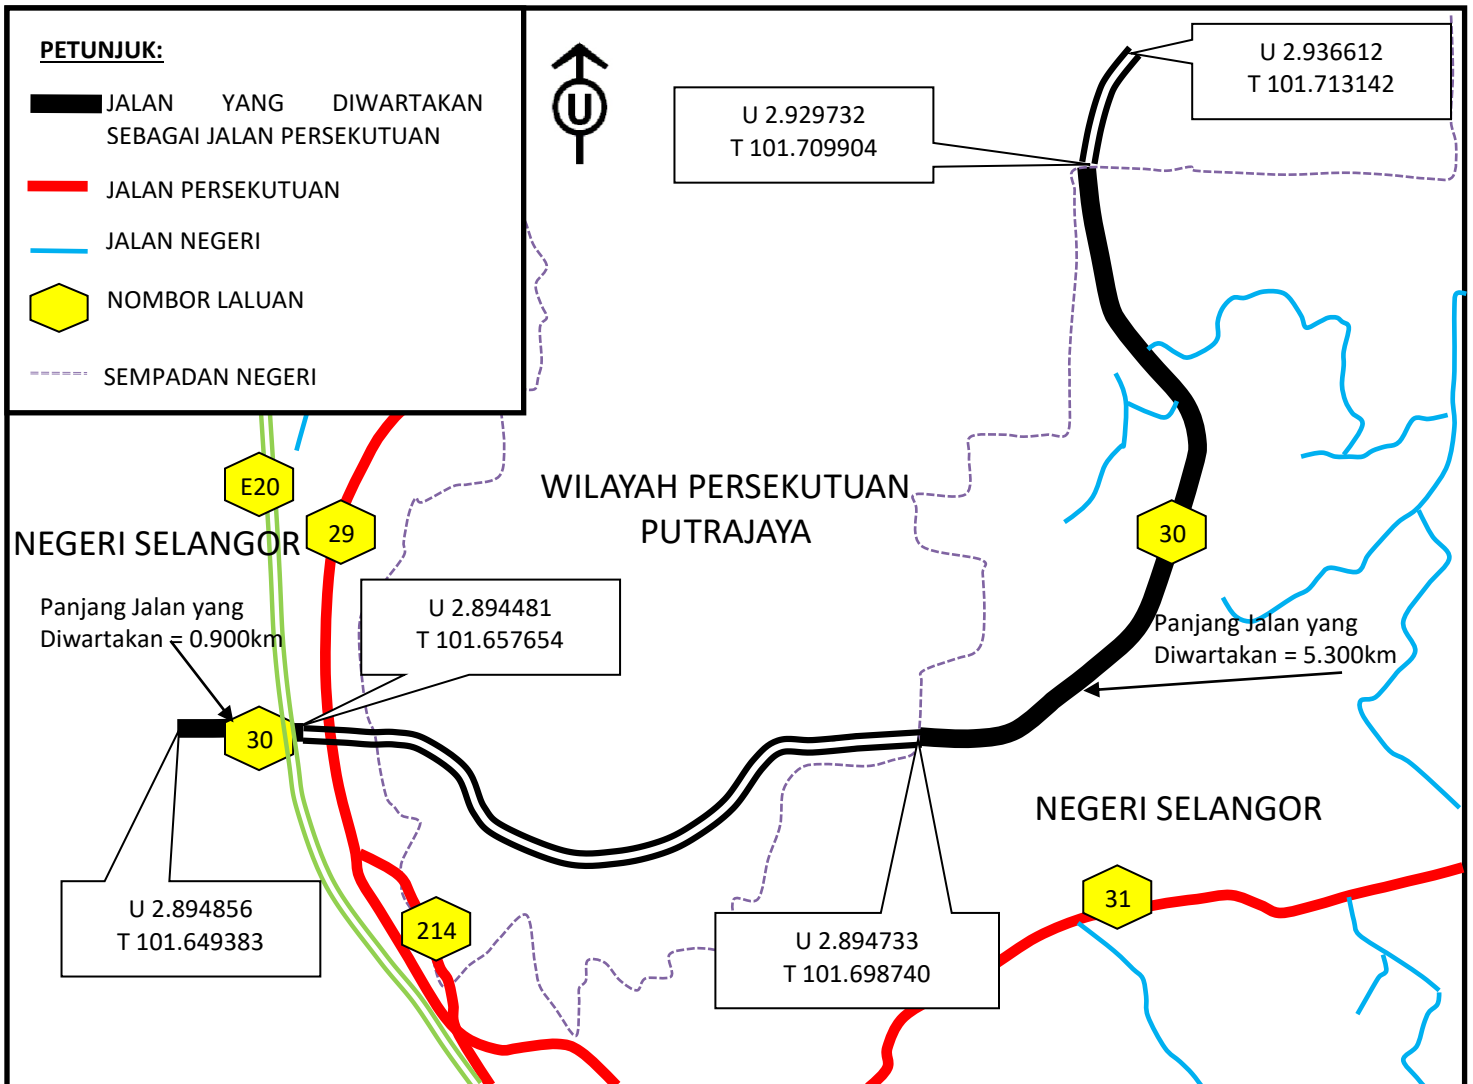 PETUNJUK:
JALAN YANG DIWARTAKAN
SEBAGAI JALAN PERSEKUTUAN
JALAN PERSEKUTUAN
JALAN NEGERI
NOMBOR LALUAN
SEMPADAN NEGERI
U
U 2.936612
T 101.713142
U 2.929732
T 101.709904
E20
29
WILAYAH PERSEKUTUAN
PUTRAJAYA
30
NEGERI SELANGOR
Panjang Jalan yang
Diwartakan = 0.900km
U 2.894481
T 101.657654
Panjang Jalan yang
Diwartakan = 5.300km
30
NEGERI SELANGOR
31
U 2.894856
T 101.649383
214
U 2.894733
T 101.698740